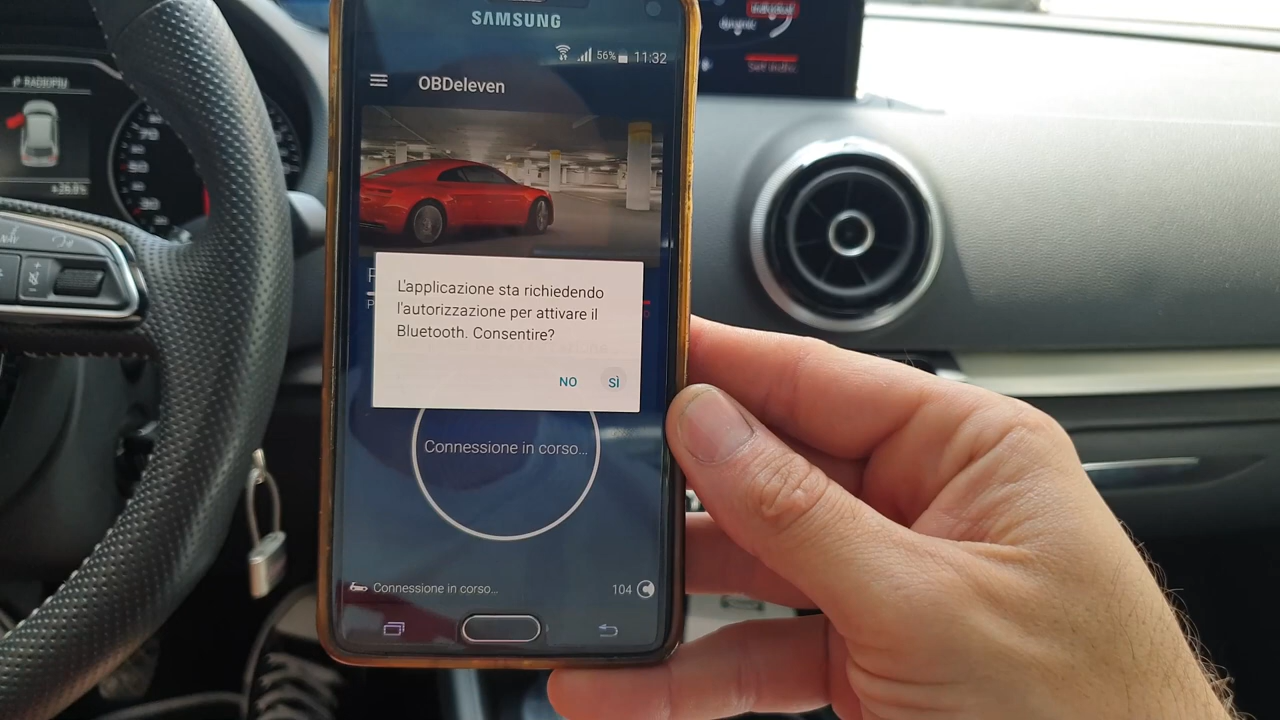 SAMSUNG
56%
11:32
OBDeleven
L'applicazione sta richiedendo
l'autorizzazione per attivare il
Bluetooth. Consentire?
NO
SÌ
Connessione in corso...
Connessione in corso...
104